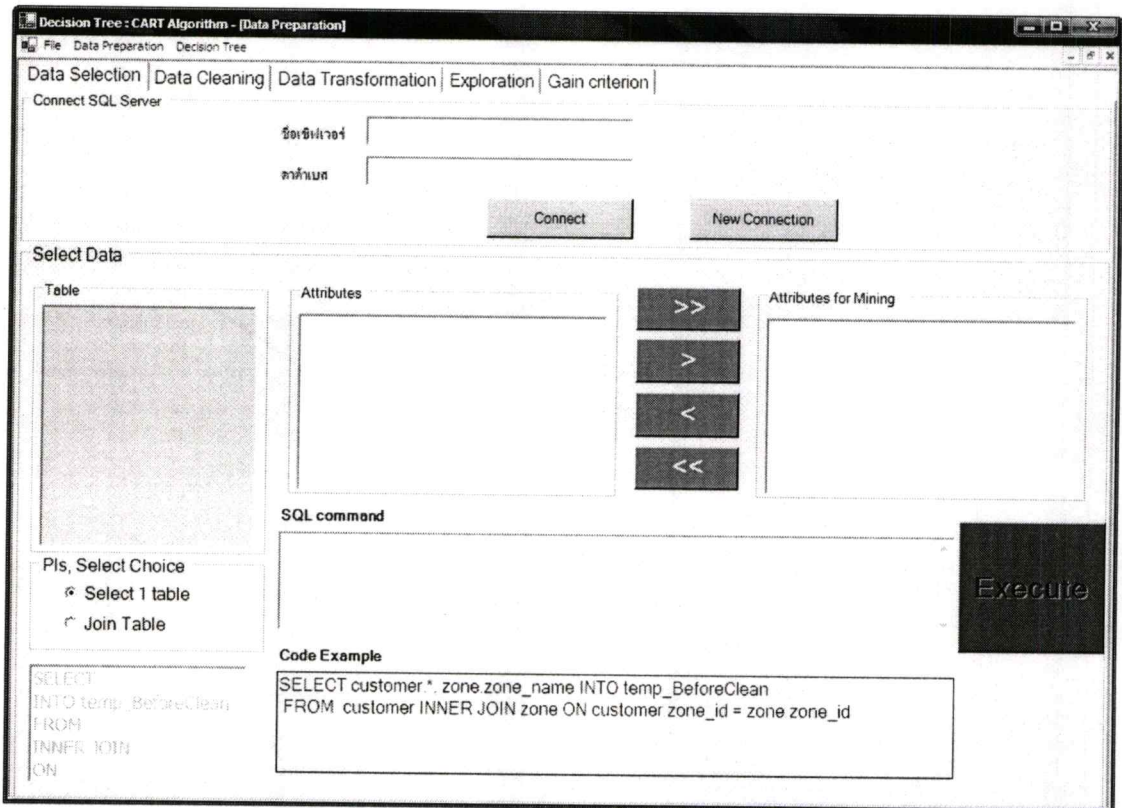 Decision Tree : CART Algorithm - [Data Preparation]
File Data Preparation Decision Tree
Data Selection Data Cleaning Data Transformation Exploration Gain criterion
Connect SQL Server
ชื่อเซิฟเวอร์
ดาต้าเบส
Connect New Connection
Select Data
Table Attributes Attributes for Mining
>>
>
<
<<
SQL command
Execute
Pls, Select Choice
Select 1 table
Join Table
Code Example
SELECT customer.*, zone.zone_name INTO temp_BeforeClean
FROM customer INNER JOIN zone ON customer.zone_id = zone.zone_id
SELECT
INTO temp_BeforeClean
FROM
INNER JOIN
ON